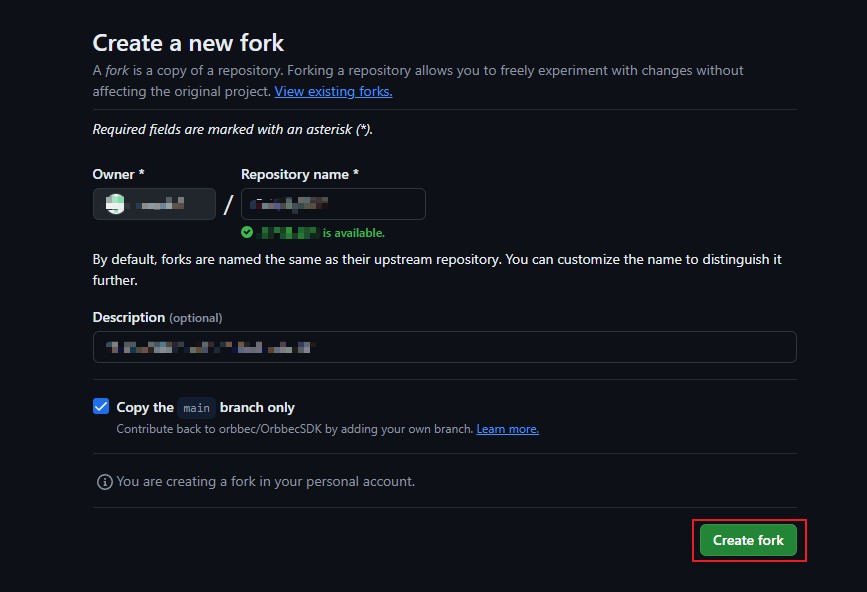 Create a new fork
A fork is a copy of a repository. Forking a repository allows you to freely experiment with changes without
affecting the original project. View existing forks.
Required fields are marked with an asterisk (*).
Owner *
Repository name *
/
is available.
By default, forks are named the same as their upstream repository. You can customize the name to distinguish it
further.
Description (optional)
Copy the main branch only
Contribute back to orbbec/OrbbecSDK by adding your own branch. Learn more.
You are creating a fork in your personal account.
Create fork